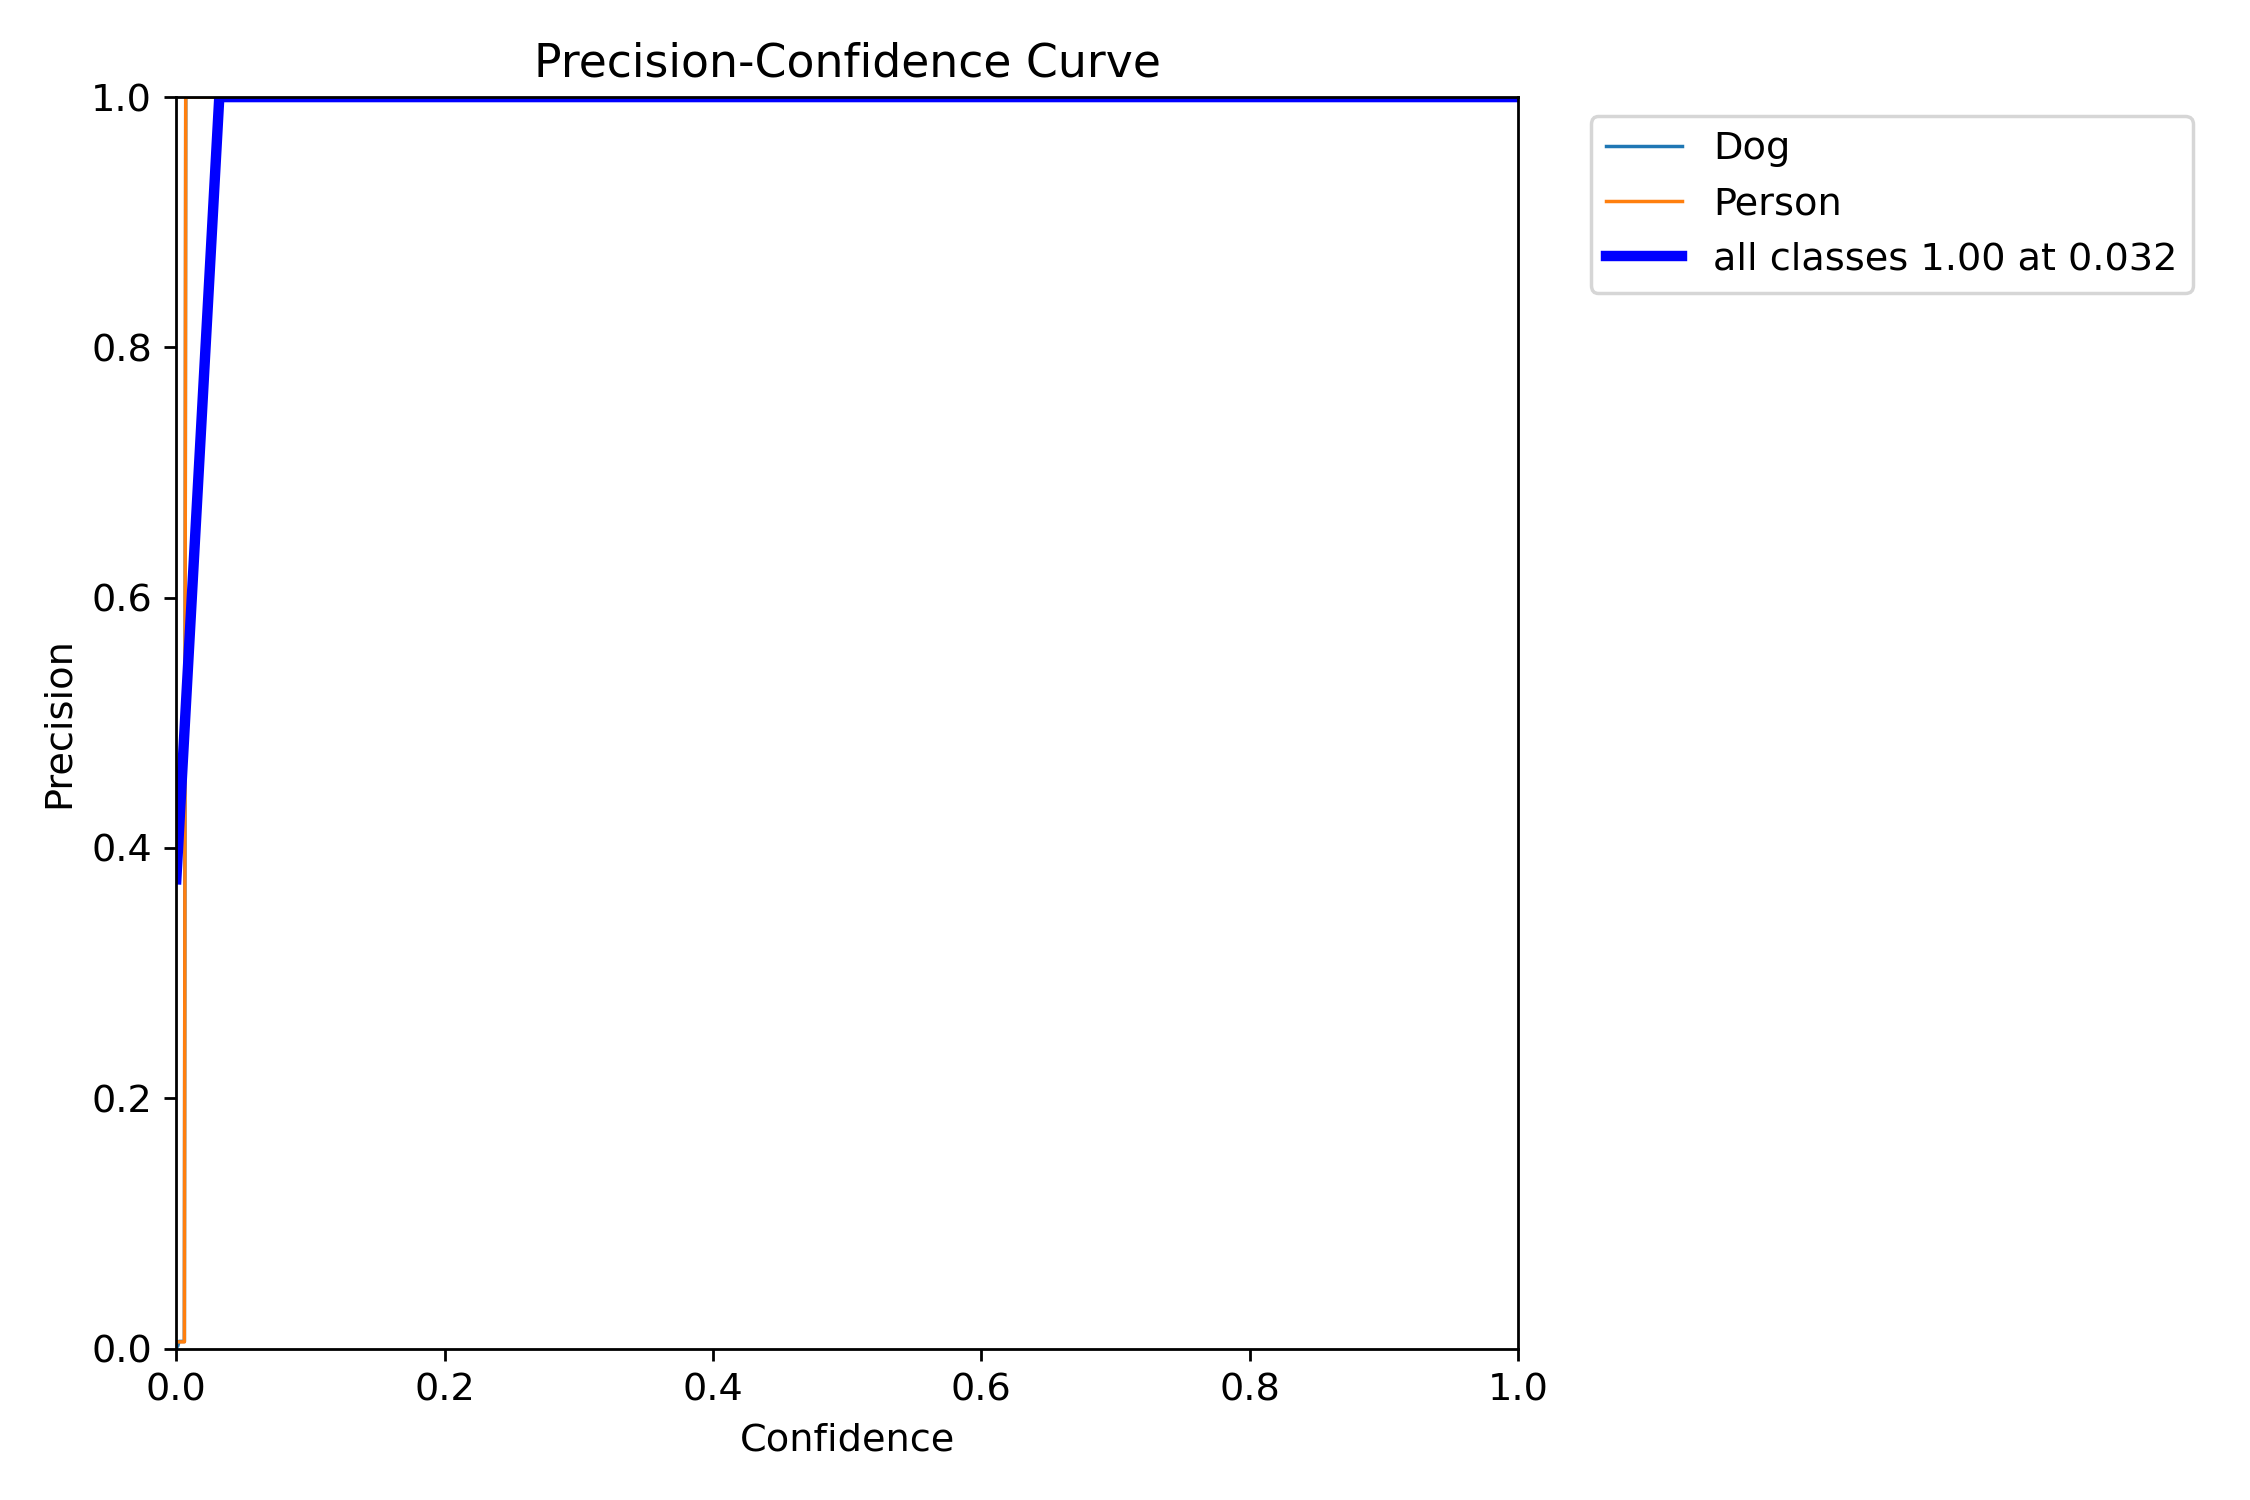 Precision-Confidence Curve
1.0
0.8
0.6
0.4
0.2
0.0
Precision
0.0 0.2 0.4 0.6 0.8 1.0
Confidence
Dog
Person
all classes 1.00 at 0.032